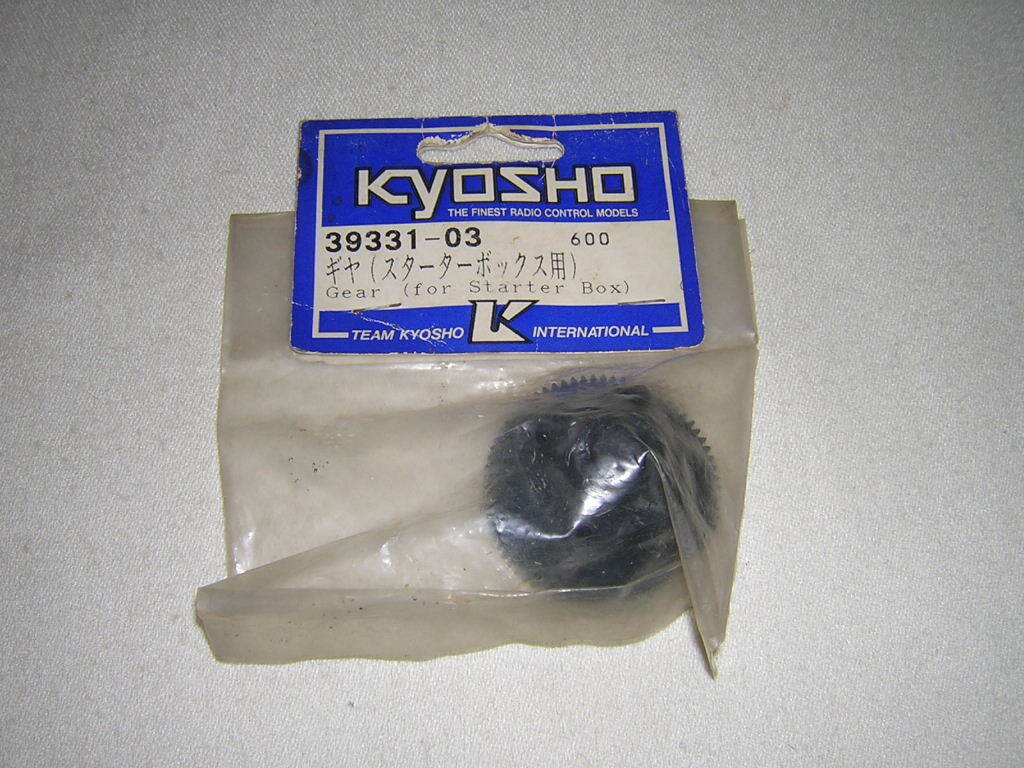 KYOSHO
THE FINEST RADIO CONTROL MODELS
39331-03 600
ギヤ(スターターボックス用)
Gear (for Starter Box)
TEAM KYOSHO K INTERNATIONAL